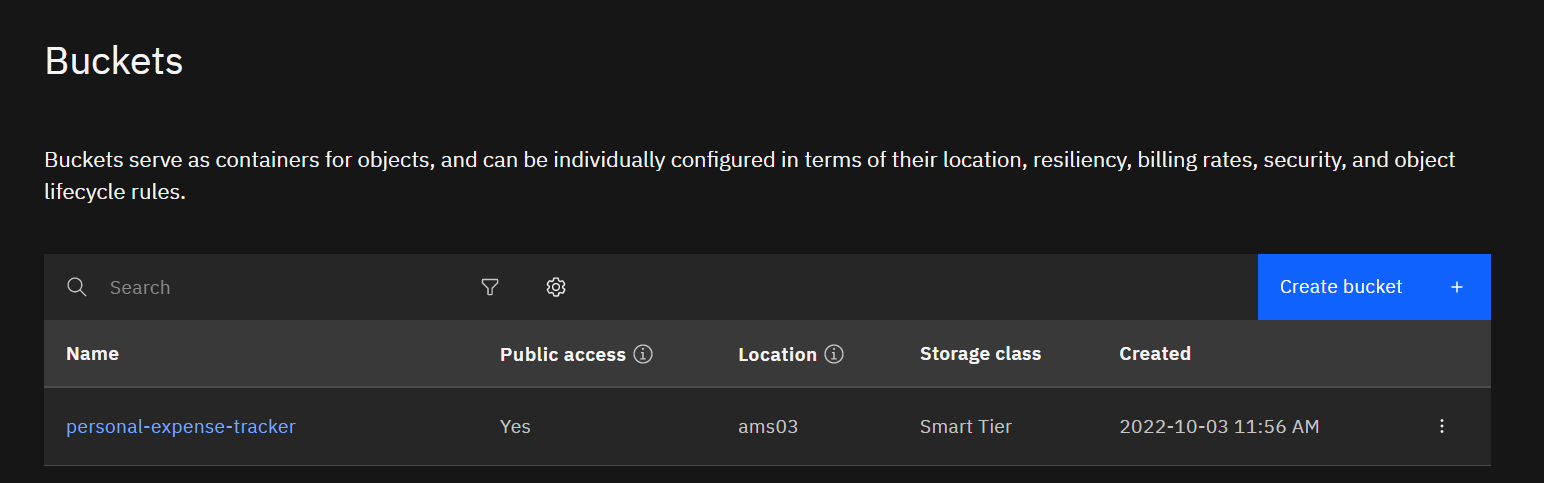 Buckets
Buckets serve as containers for objects, and can be individually configured in terms of their location, resiliency, billing rates, security, and object
lifecycle rules.
Search
Create bucket +
Name Public access Location Storage class Created
personal-expense-tracker Yes ams03 Smart Tier 2022-10-03 11:56 AM